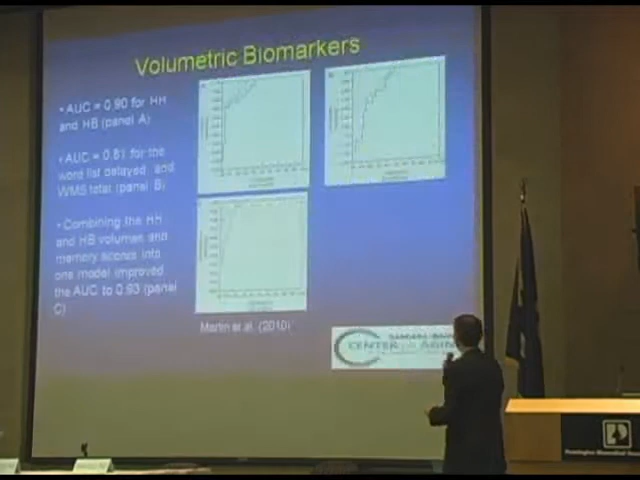 Volumetric Biomarkers
• AUC = 0.90 for HH
and HB (panel A)
• AUC = 0.81 for the
word list delayed, and
WMS total (panel B)
• Combining the HH
and HB volumes and
memory scores into
one model improved
the AUC to 0.93 (panel
C)
Martin et al. (2010)
CENTER
AGING
Pennington Biomedical